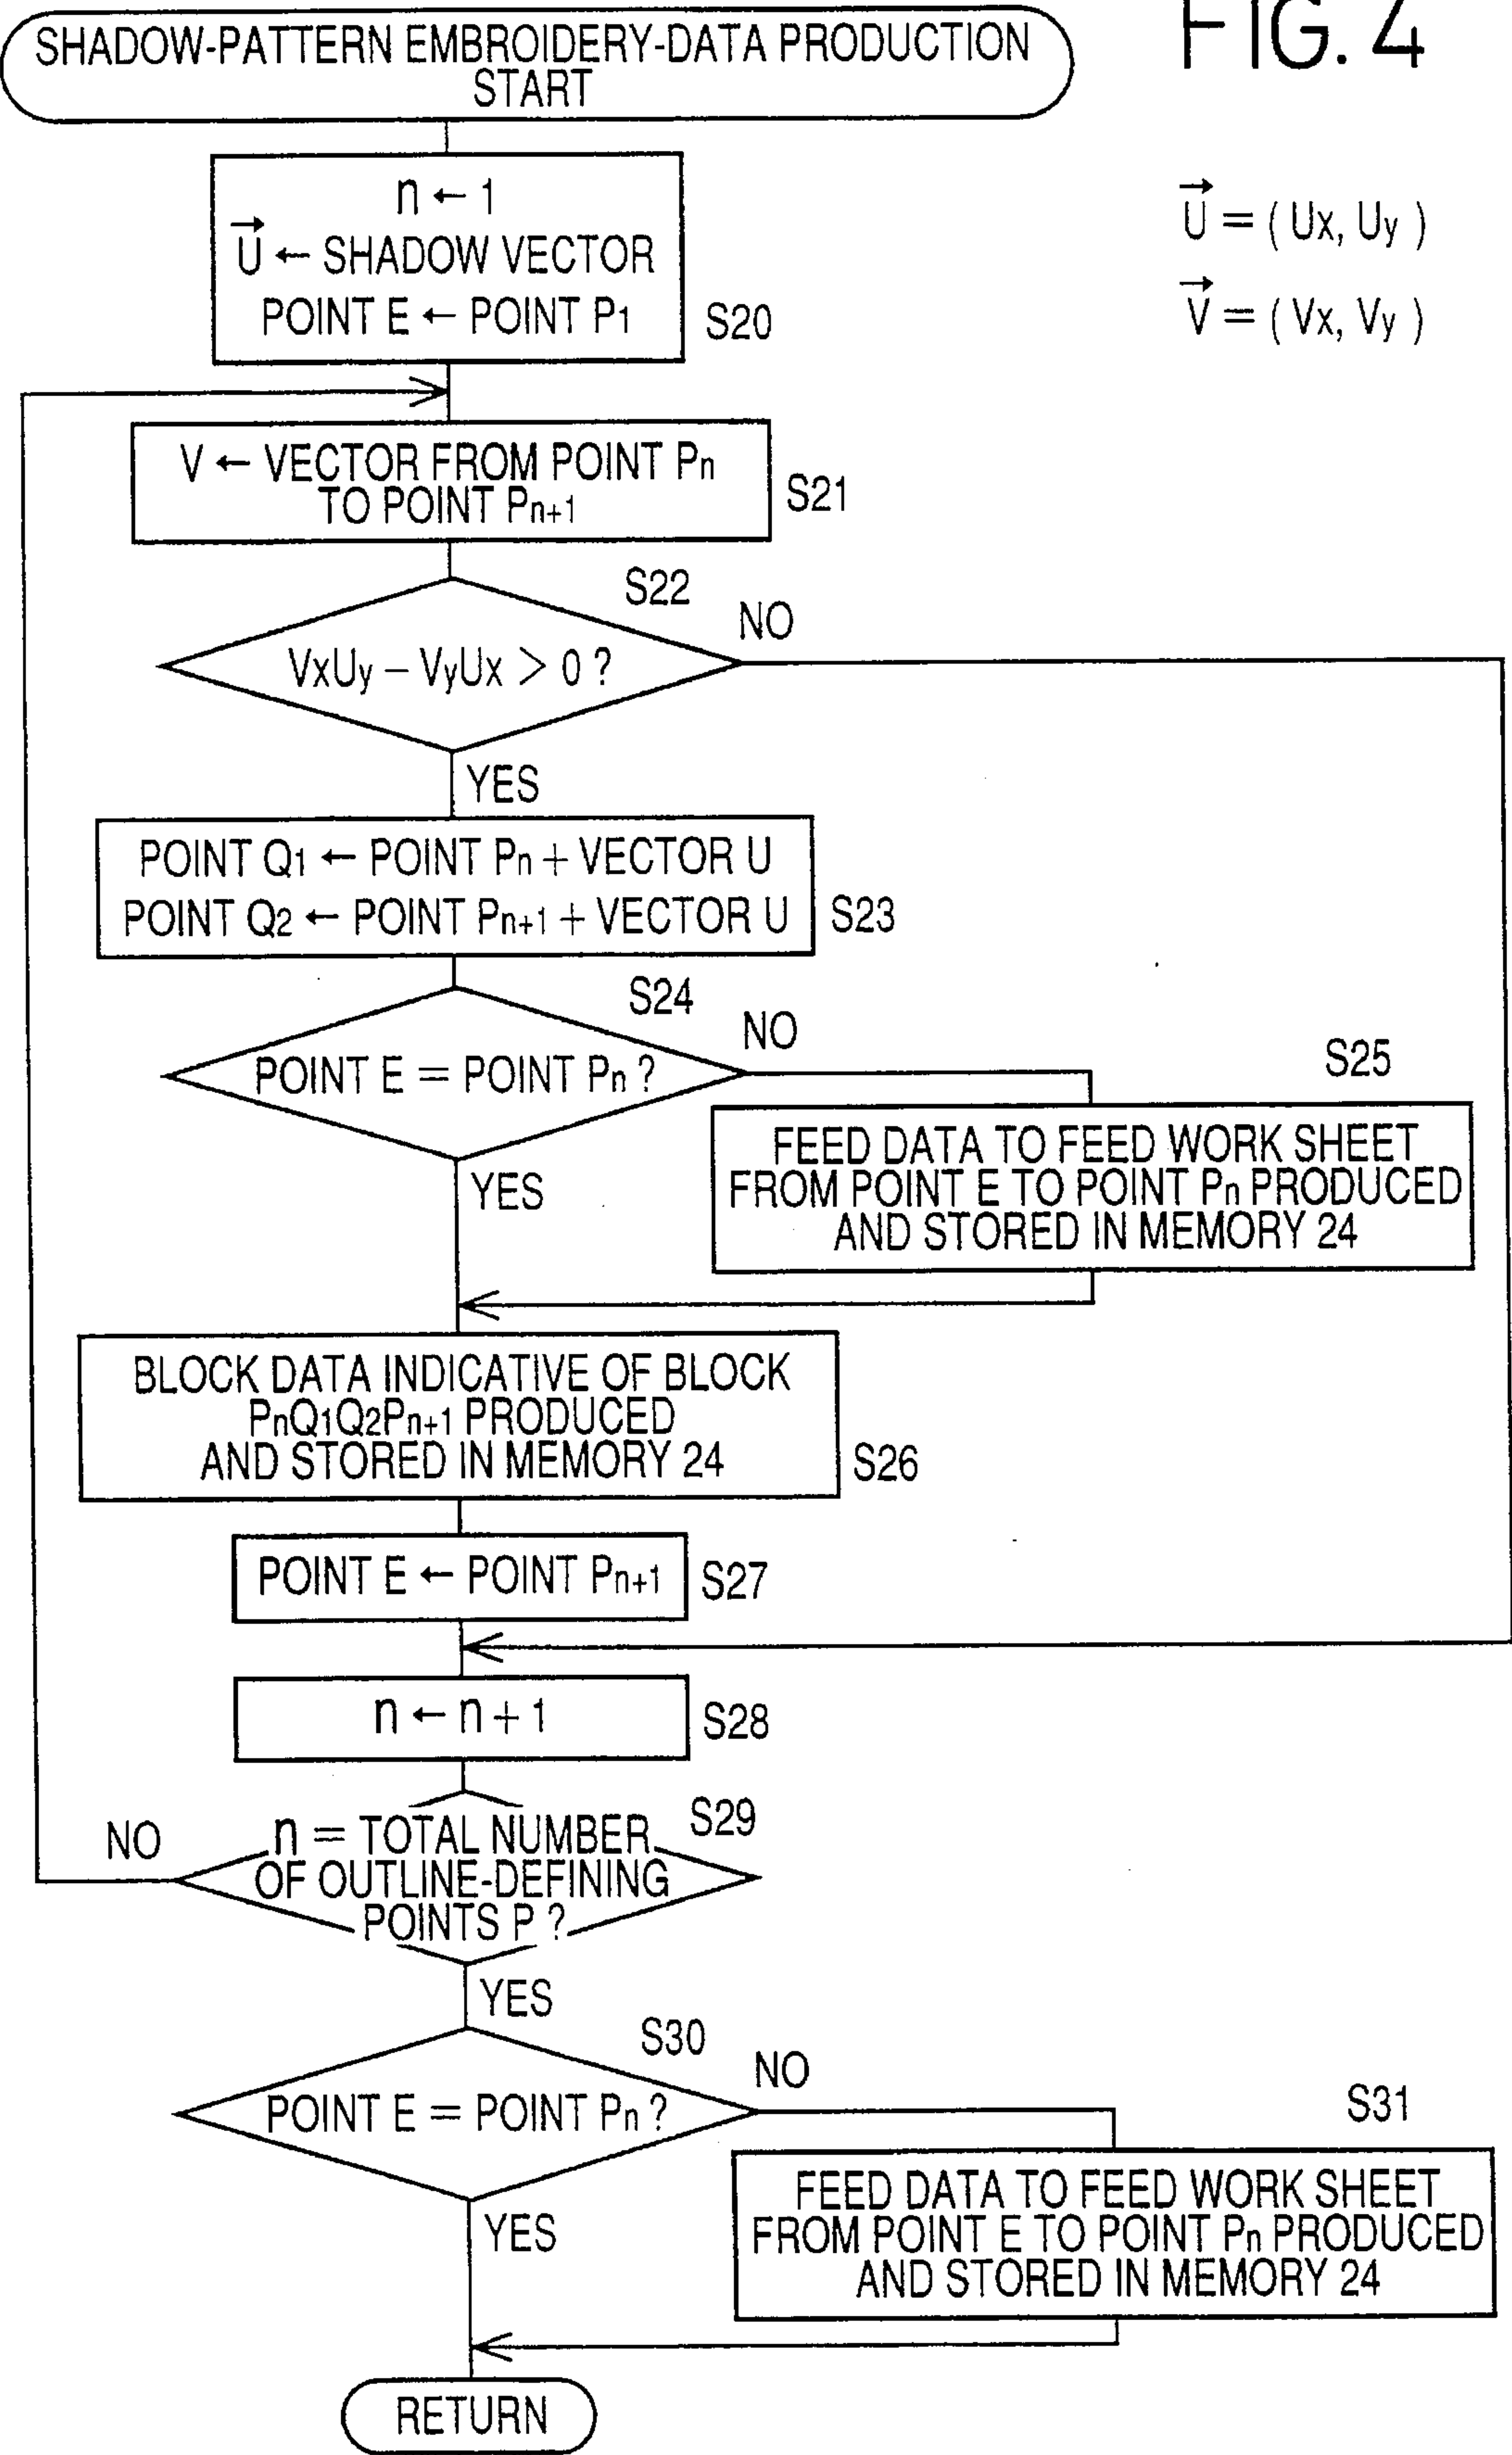 FIG. 4
SHADOW-PATTERN EMBROIDERY-DATA PRODUCTION
START
n ← 1
U ← SHADOW VECTOR
POINT E ← POINT P1
S20
U = ( Ux, Uy )
V = ( Vx, Vy )
V ← VECTOR FROM POINT Pn
TO POINT Pn+1
S21
S22
VxUy – VyUx > 0 ?
NO
YES
POINT Q1 ← POINT Pn + VECTOR U
POINT Q2 ← POINT Pn+1 + VECTOR U
S23
S24
POINT E = POINT Pn ?
NO
YES
S25
FEED DATA TO FEED WORK SHEET
FROM POINT E TO POINT Pn PRODUCED
AND STORED IN MEMORY 24
BLOCK DATA INDICATIVE OF BLOCK
PnQ1Q2Pn+1 PRODUCED
AND STORED IN MEMORY 24
S26
POINT E ← POINT Pn+1
S27
n ← n + 1
S28
S29
NO
n = TOTAL NUMBER
OF OUTLINE-DEFINING
POINTS P ?
YES
S30
POINT E = POINT Pn ?
NO
YES
S31
FEED DATA TO FEED WORK SHEET
FROM POINT E TO POINT Pn PRODUCED
AND STORED IN MEMORY 24
RETURN